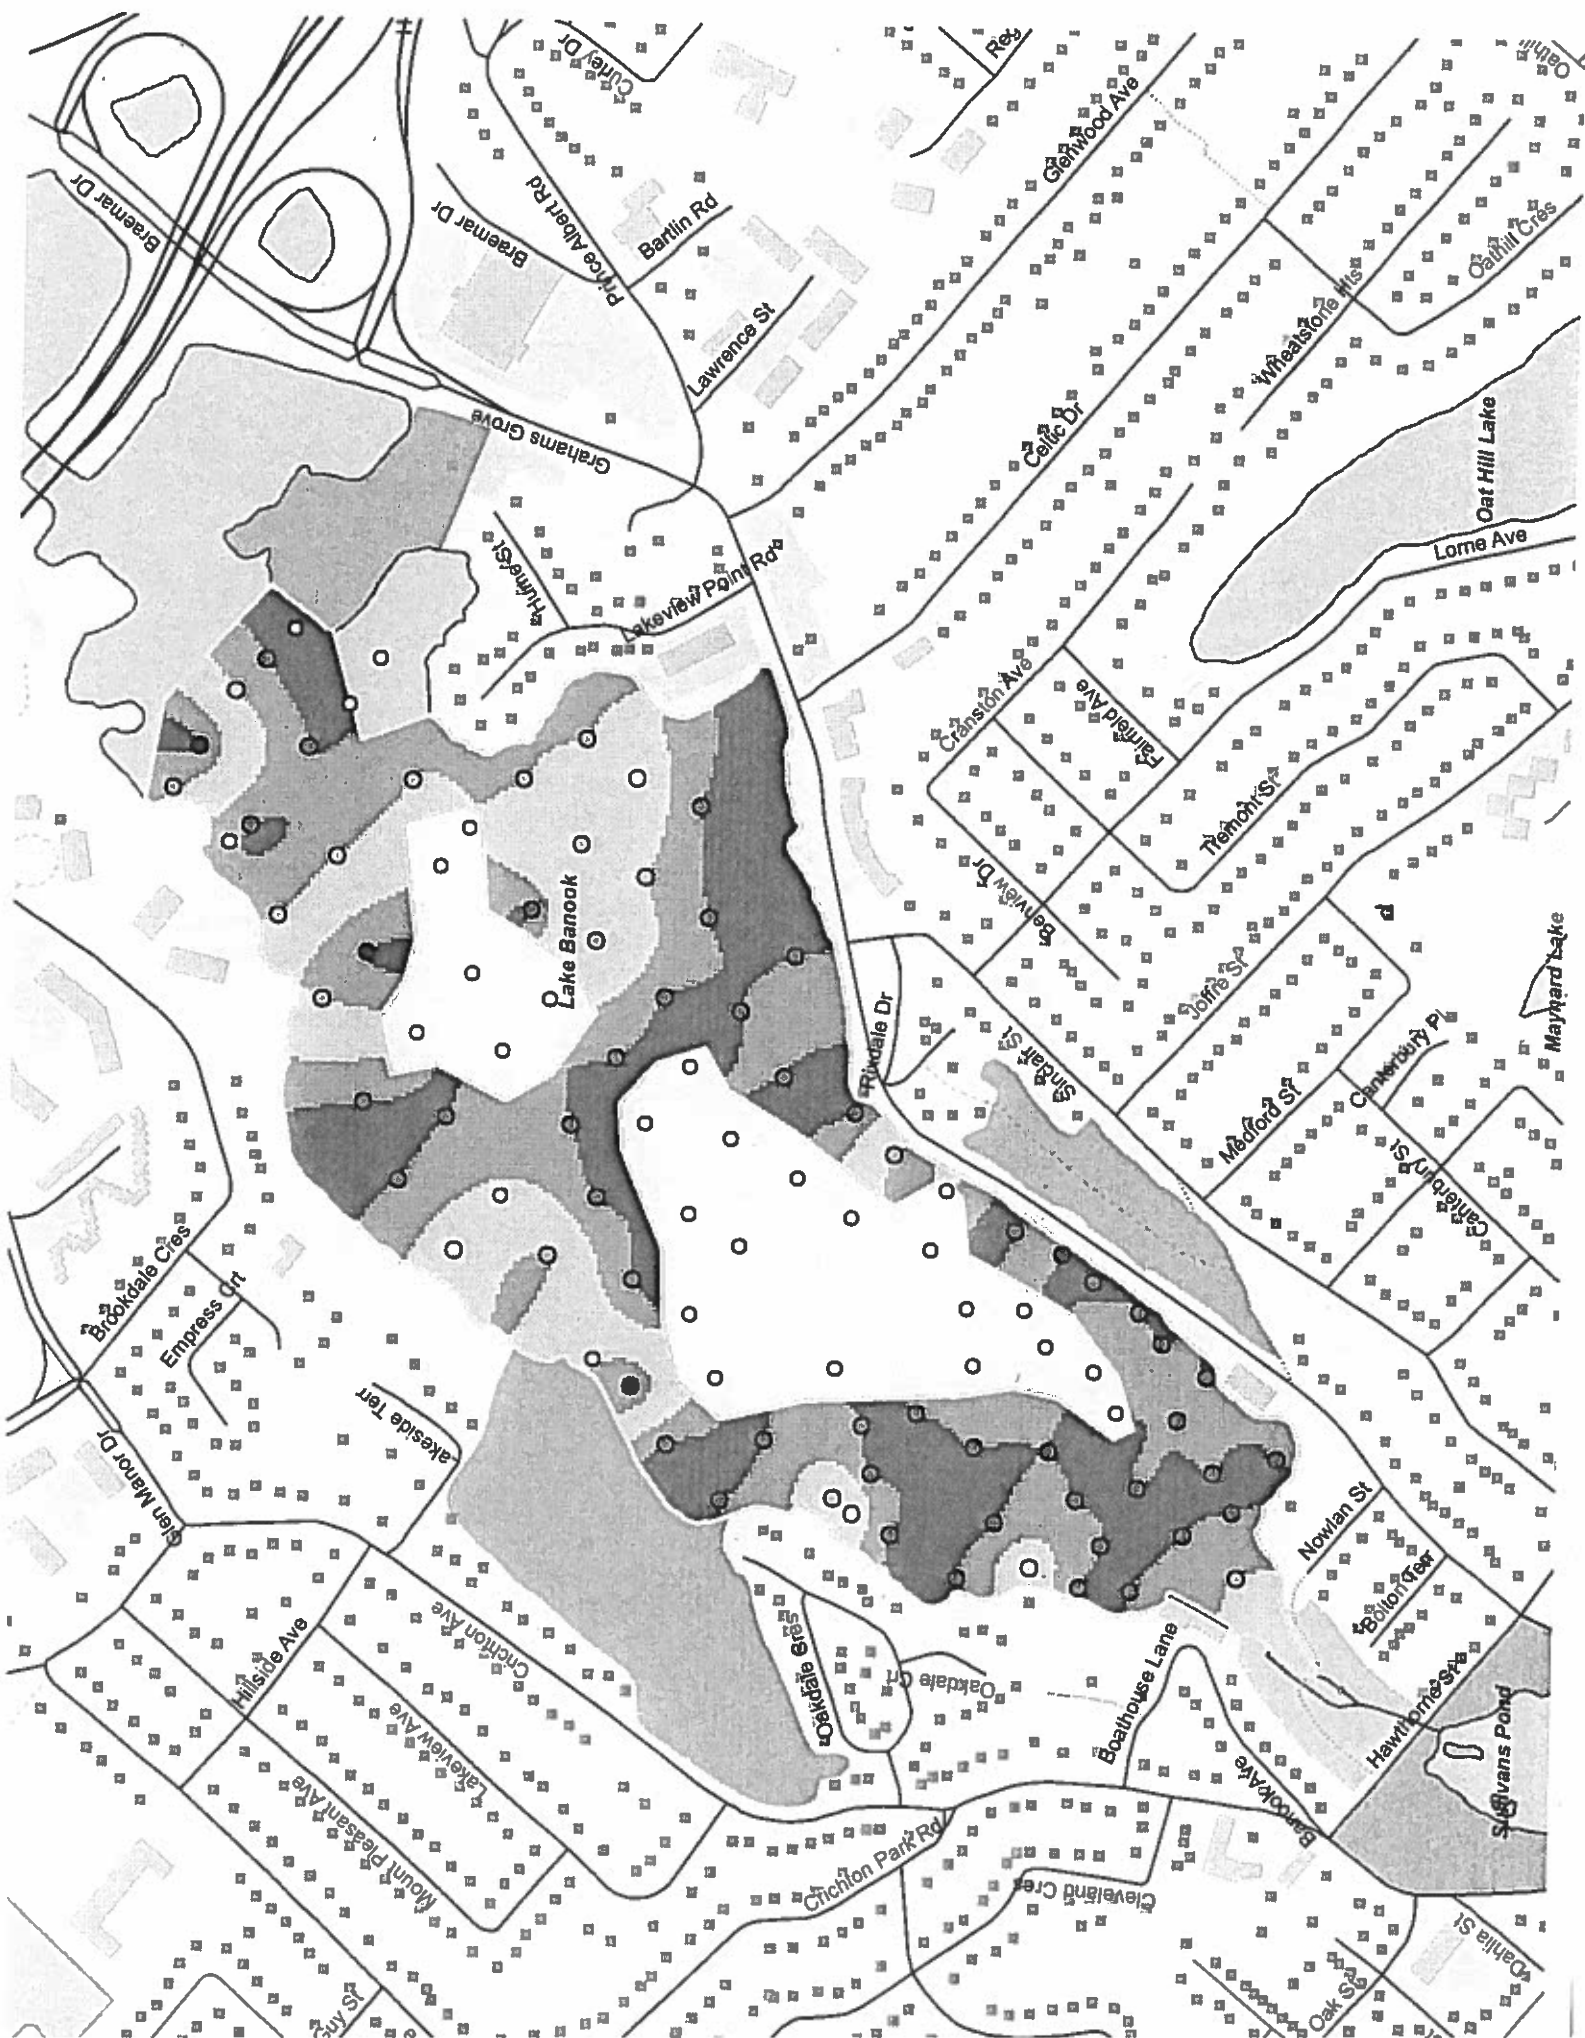 Curley Dr
Reg
Oathill
Glenwood Ave
Braemar Dr
Braemar Dr
Prince Albert Rd
Bartlin Rd
Oathill Cres
Wheatstone Hts
Lawrence St
Celtic Dr
Grahams Grove
Oat Hill Lake
Lorne Ave
Hume St
Lakeview Point Rd
Cranston Ave
Fairfield Ave
Tremont St
Benview Dr
Lake Banook
Joffre St
Maynard Lake
Rixdale Dr
Sinclair St
Canterbury Pl
Medford St
Canterbury St
Brookdale Cres
Empress Crt
Lakeside Terr
Glen Manor Dr
Nowlan St
Bolton Terr
Crichton Ave
Hillside Ave
Oakdale Cres
Oakdale Crt
Boathouse Lane
Hawthorne St
Lakeview Ave
Sullivans Pond
Banook Ave
Mount Pleasant Ave
Crichton Park Rd
Cleveland Cres
Dahlia St
Oak St
Guy St